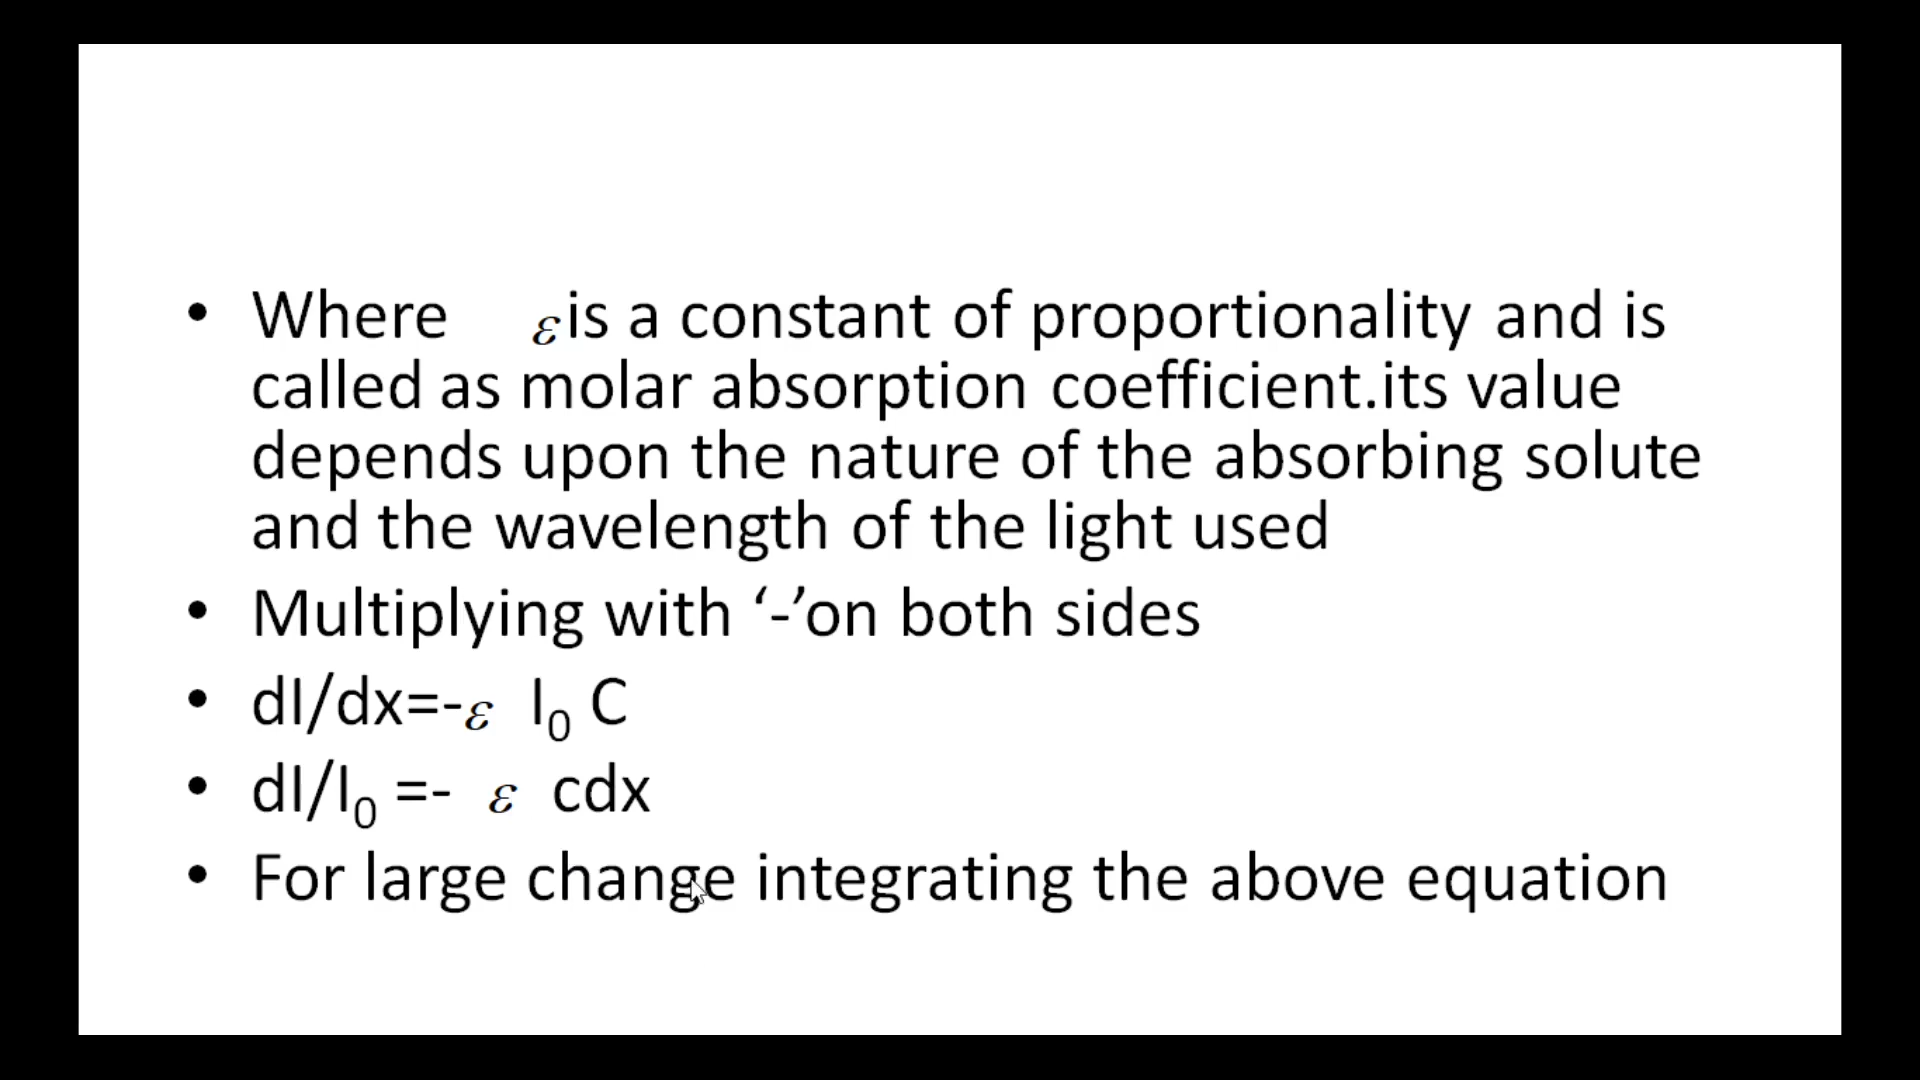 • Where ε is a constant of proportionality and is
called as molar absorption coefficient.its value
depends upon the nature of the absorbing solute
and the wavelength of the light used
• Multiplying with ‘-’on both sides
• dI/dx=-ε I₀ C
• dI/I₀ =- ε cdx
• For large change integrating the above equation